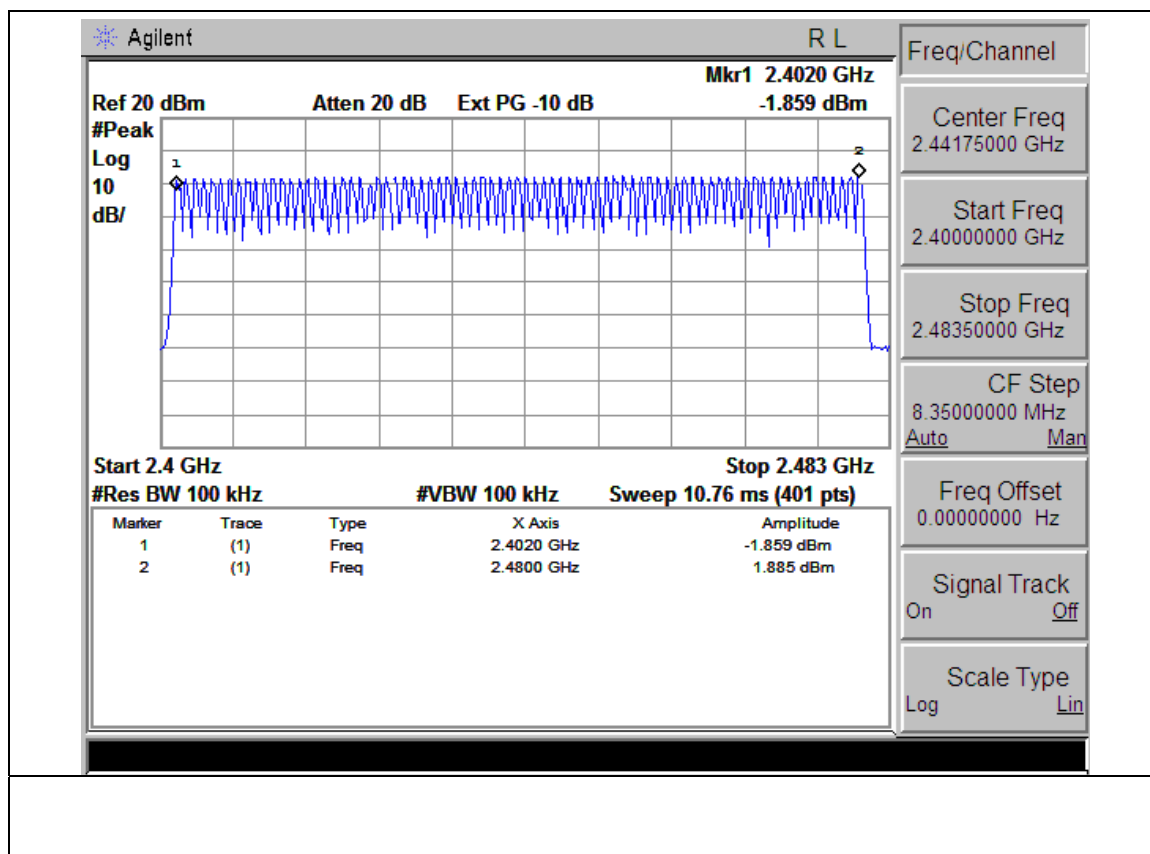 Agilent R L
Mkr1 2.4020 GHz
Ref 20 dBm Atten 20 dB Ext PG -10 dB -1.859 dBm
#Peak
Log
10
dB/
1
2
Start 2.4 GHz Stop 2.483 GHz
#Res BW 100 kHz #VBW 100 kHz Sweep 10.76 ms (401 pts)
Marker Trace Type X Axis Amplitude
1 (1) Freq 2.4020 GHz -1.859 dBm
2 (1) Freq 2.4800 GHz 1.885 dBm
Freq/Channel
Center Freq
2.44175000 GHz
Start Freq
2.40000000 GHz
Stop Freq
2.48350000 GHz
CF Step
8.35000000 MHz
Auto Man
Freq Offset
0.00000000 Hz
Signal Track
On Off
Scale Type
Log Lin